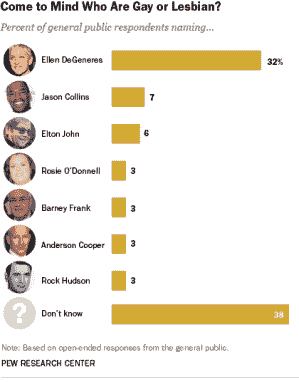 Come to Mind Who Are Gay or Lesbian?
Percent of general public respondents naming...
Ellen DeGeneres 32%
Jason Collins 7
Elton John 6
Rosie O'Donnell 3
Barney Frank 3
Anderson Cooper 3
Rock Hudson 3
? Don't know 38
Note: Based on open-ended responses from the general public.
PEW RESEARCH CENTER